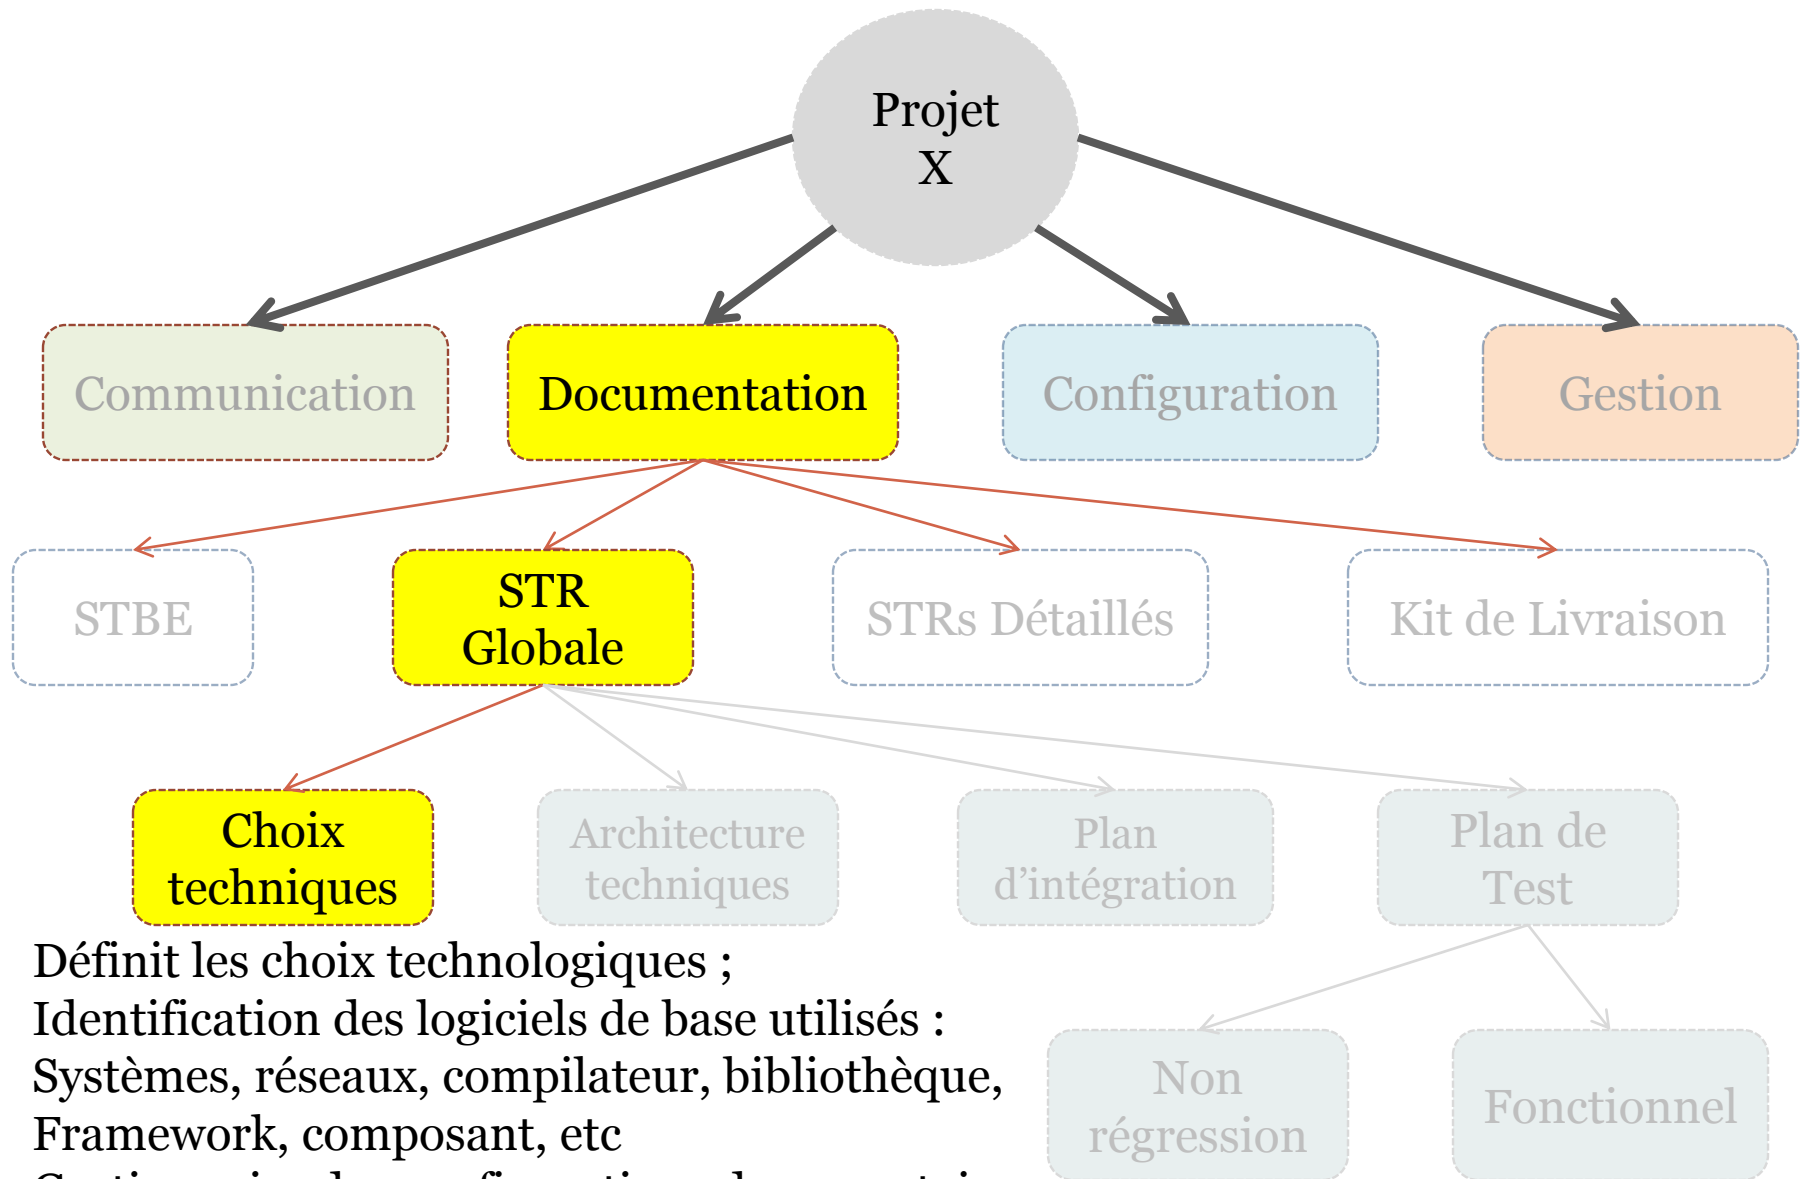 Projet
X
Communication
Documentation
Configuration
Gestion
STBE
STR
Globale
STRs Détaillés
Kit de Livraison
Choix
techniques
Architecture
techniques
Plan
d’intégration
Plan de
Test
Définit les choix technologiques ;
Identification des logiciels de base utilisés :
Systèmes, réseaux, compilateur, bibliothèque,
Framework, composant, etc
Non
régression
Fonctionnel